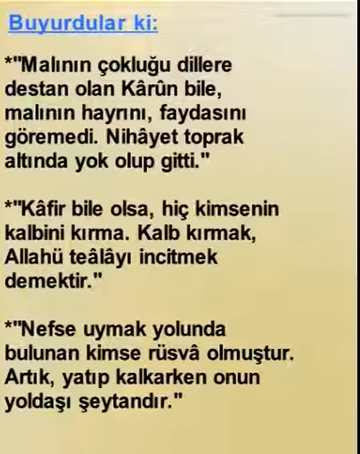 Buyurdular ki:
*"Malının çokluğu dillere
destan olan Kârûn bile,
malının hayrını, faydasını
göremedi. Nihâyet toprak
altında yok olup gitti."
*"Kâfir bile olsa, hiç kimsenin
kalbini kırma. Kalb kırmak,
Allahü teâlâyı incitmek
demektir."
*"Nefse uymak yolunda
bulunan kimse rüsvâ olmuştur.
Artık, yatıp kalkarken onun
yoldaşı şeytandır."